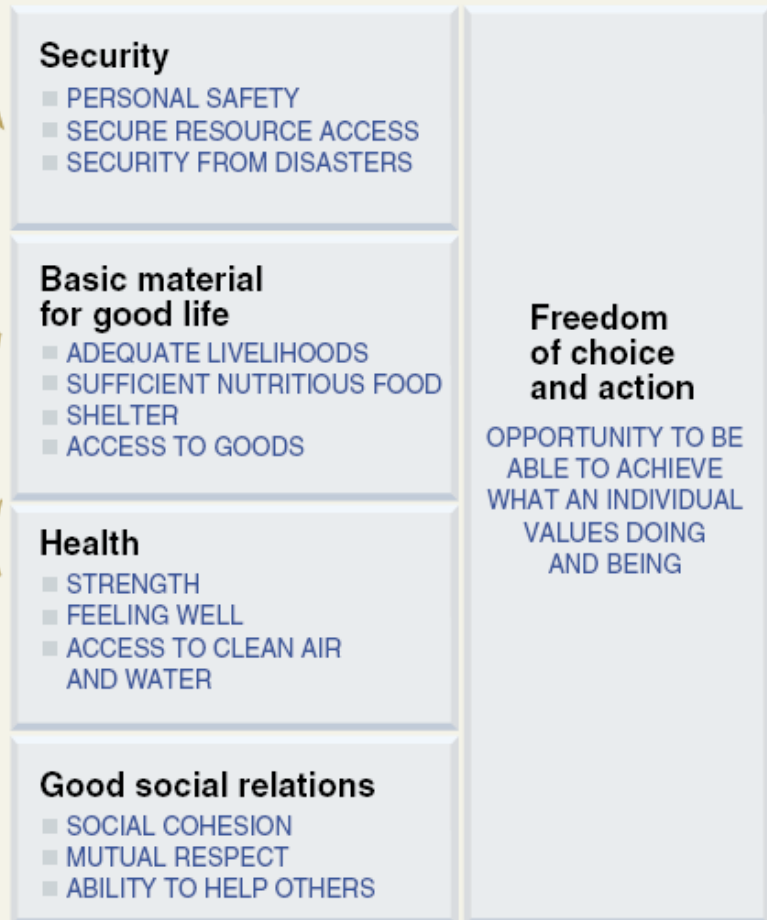 Security
PERSONAL SAFETY
SECURE RESOURCE ACCESS
SECURITY FROM DISASTERS
Basic material
for good life
ADEQUATE LIVELIHOODS
SUFFICIENT NUTRITIOUS FOOD
SHELTER
ACCESS TO GOODS
Health
STRENGTH
FEELING WELL
ACCESS TO CLEAN AIR
AND WATER
Good social relations
SOCIAL COHESION
MUTUAL RESPECT
ABILITY TO HELP OTHERS
Freedom
of choice
and action
OPPORTUNITY TO BE
ABLE TO ACHIEVE
WHAT AN INDIVIDUAL
VALUES DOING
AND BEING